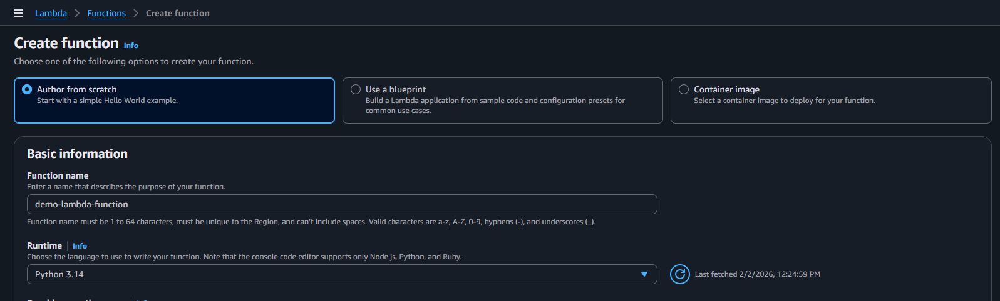 Lambda > Functions > Create function
Create function Info
Choose one of the following options to create your function.
Author from scratch
Start with a simple Hello World example.
Use a blueprint
Build a Lambda application from sample code and configuration presets for
common use cases.
Container image
Select a container image to deploy for your function.
Basic information
Function name
Enter a name that describes the purpose of your function.
demo-lambda-function
Function name must be 1 to 64 characters, must be unique to the Region, and can't include spaces. Valid characters are a-z, A-Z, 0-9, hyphens (-), and underscores (_).
Runtime | Info
Choose the language to use to write your function. Note that the console code editor supports only Node.js, Python, and Ruby.
Python 3.14
Last fetched 2/2/2026, 12:24:59 PM